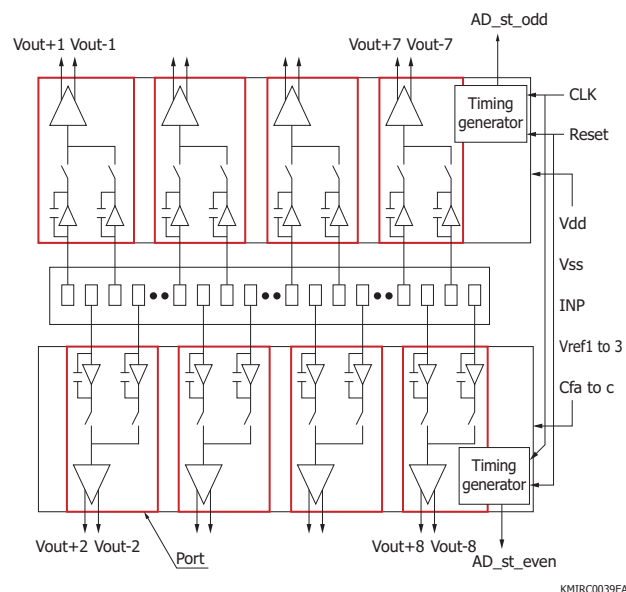 AD_st_odd
Vout+1 Vout-1
Vout+7 Vout-7
Timing
generator
CLK
Reset
Vdd
Vss
INP
Vref1 to 3
Cfa to c
Timing
generator
Vout+2 Vout-2
Port
Vout+8 Vout-8
AD_st_even
KMIRC0039EA